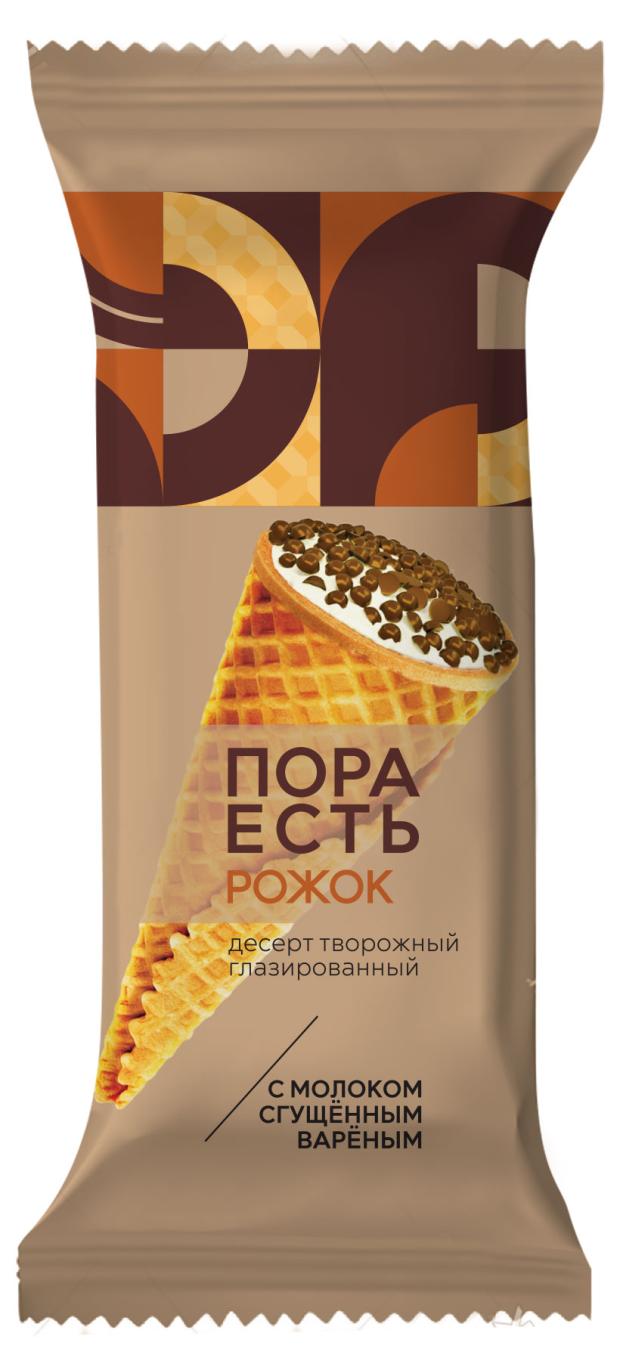 ПОРА
ЕСТЬ
РОЖОК
десерт творожный
глазированный
С МОЛОКОМ
СГУЩЁННЫМ
ВАРЁНЫМ